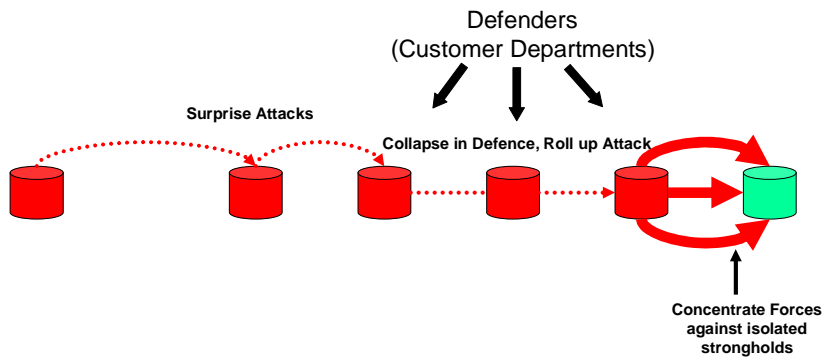 Defenders
(Customer Departments)
Surprise Attacks
Collapse in Defence, Roll up Attack
Concentrate Forces
against isolated
strongholds